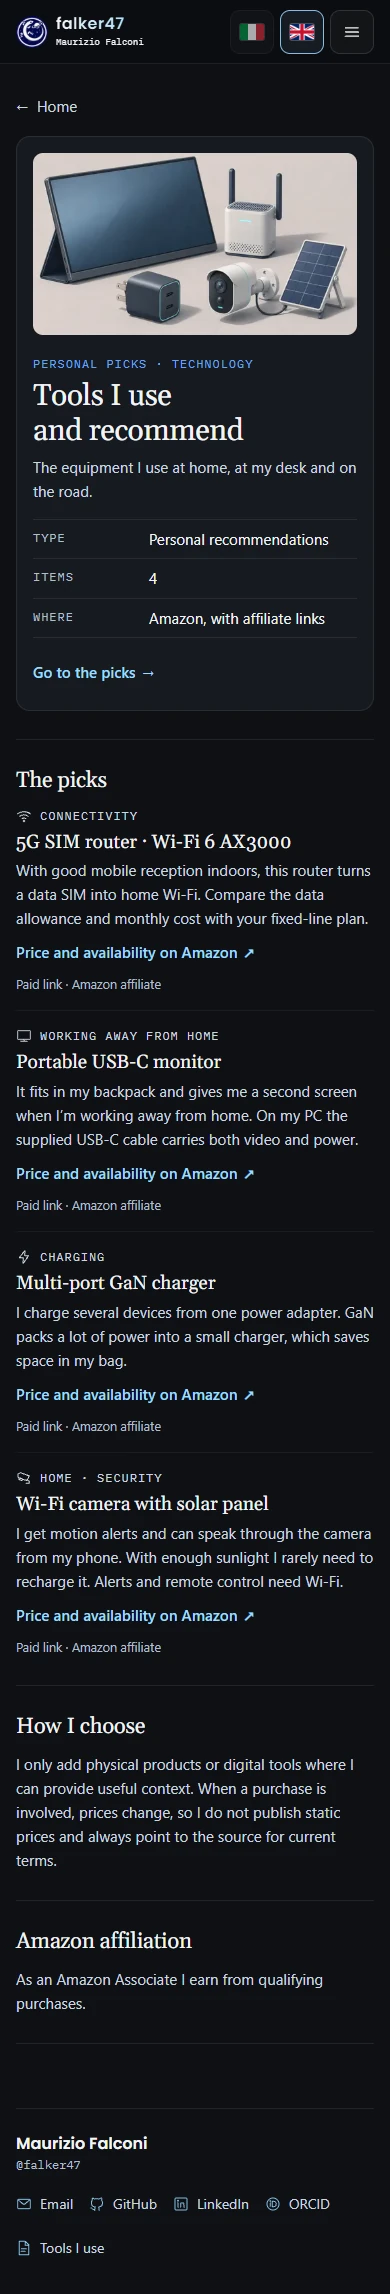 falker47
Maurizio Falconi
← Home
PERSONAL PICKS · TECHNOLOGY
Tools I use
and recommend
The equipment I use at home, at my desk and on
the road.
TYPE Personal recommendations
ITEMS 4
WHERE Amazon, with affiliate links
Go to the picks →
The picks
CONNECTIVITY
5G SIM router · Wi-Fi 6 AX3000
With good mobile reception indoors, this router turns
a data SIM into home Wi-Fi. Compare the data
allowance and monthly cost with your fixed-line plan.
Price and availability on Amazon ↗
Paid link · Amazon affiliate
WORKING AWAY FROM HOME
Portable USB-C monitor
It fits in my backpack and gives me a second screen
when I'm working away from home. On my PC the
supplied USB-C cable carries both video and power.
Price and availability on Amazon ↗
Paid link · Amazon affiliate
CHARGING
Multi-port GaN charger
I charge several devices from one power adapter. GaN
packs a lot of power into a small charger, which saves
space in my bag.
Price and availability on Amazon ↗
Paid link · Amazon affiliate
HOME · SECURITY
Wi-Fi camera with solar panel
I get motion alerts and can speak through the camera
from my phone. With enough sunlight I rarely need to
recharge it. Alerts and remote control need Wi-Fi.
Price and availability on Amazon ↗
Paid link · Amazon affiliate
How I choose
I only add physical products or digital tools where I
can provide useful context. When a purchase is
involved, prices change, so I do not publish static
prices and always point to the source for current
terms.
Amazon affiliation
As an Amazon Associate I earn from qualifying
purchases.
Maurizio Falconi
@falker47
Email GitHub LinkedIn ORCID
Tools I use